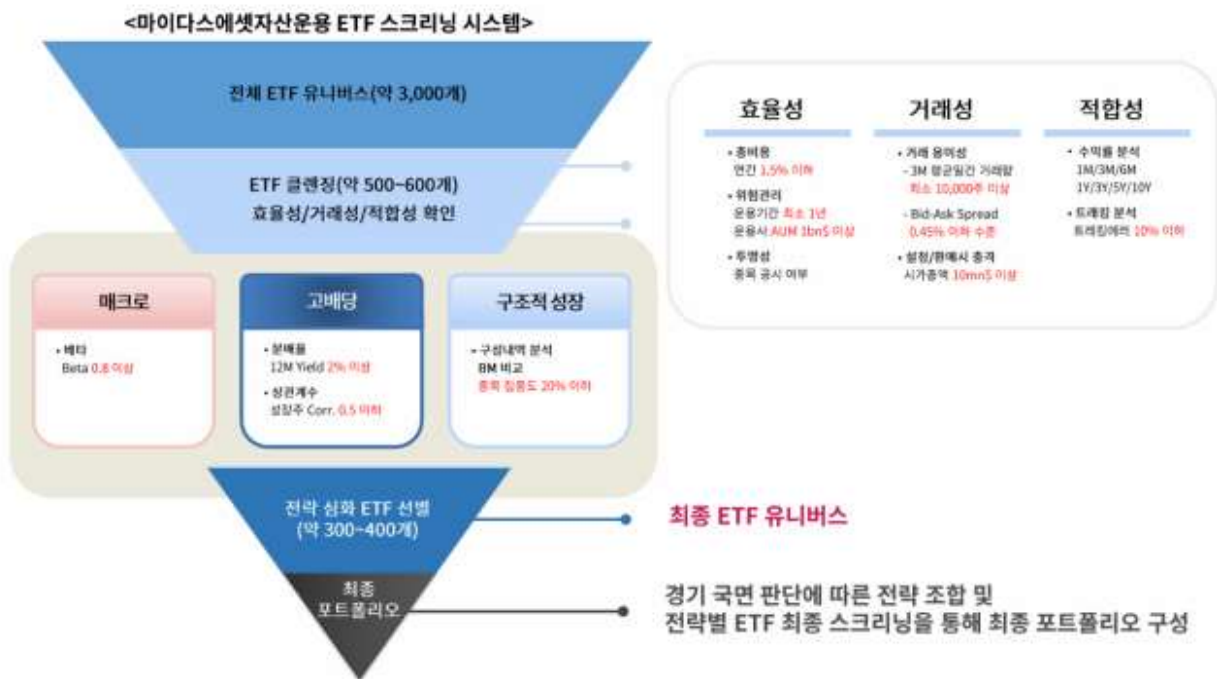 <마이다스에셋자산운용 ETF 스크리닝 시스템>
전체 ETF 유니버스(약 3,000개)
ETF 클렌징(약 500~600개)
효율성/거래성/적합성 확인
효율성
• 총비용
연간 1.5% 이하
• 위험관리
운용기간 최소 1년
운용사 AUM 1bn$ 이상
• 투명성
종목 공시 여부
거래성
• 거래 용이성
- 3M 평균일간 거래량
최소 10,000주 이상
- Bid-Ask Spread
0.45% 이하 수준
• 설정/환매시 충격
시가총액 10mn$ 이상
적합성
• 수익률 분석
1M/3M/6M
1Y/3Y/5Y/10Y
• 트래킹 분석
트래킹에러 10% 이하
매크로
• 베타
Beta 0.8 이상
고배당
• 분배율
12M Yield 2% 이상
• 상관계수
성장주 Corr. 0.5 이하
구조적 성장
• 구성내역 분석
BM 비교
종목 집중도 20% 이하
전략 심화 ETF 선별
(약 300~400개)
최종 ETF 유니버스
최종
포트폴리오
경기 국면 판단에 따른 전략 조합 및
전략별 ETF 최종 스크리닝을 통해 최종 포트폴리오 구성